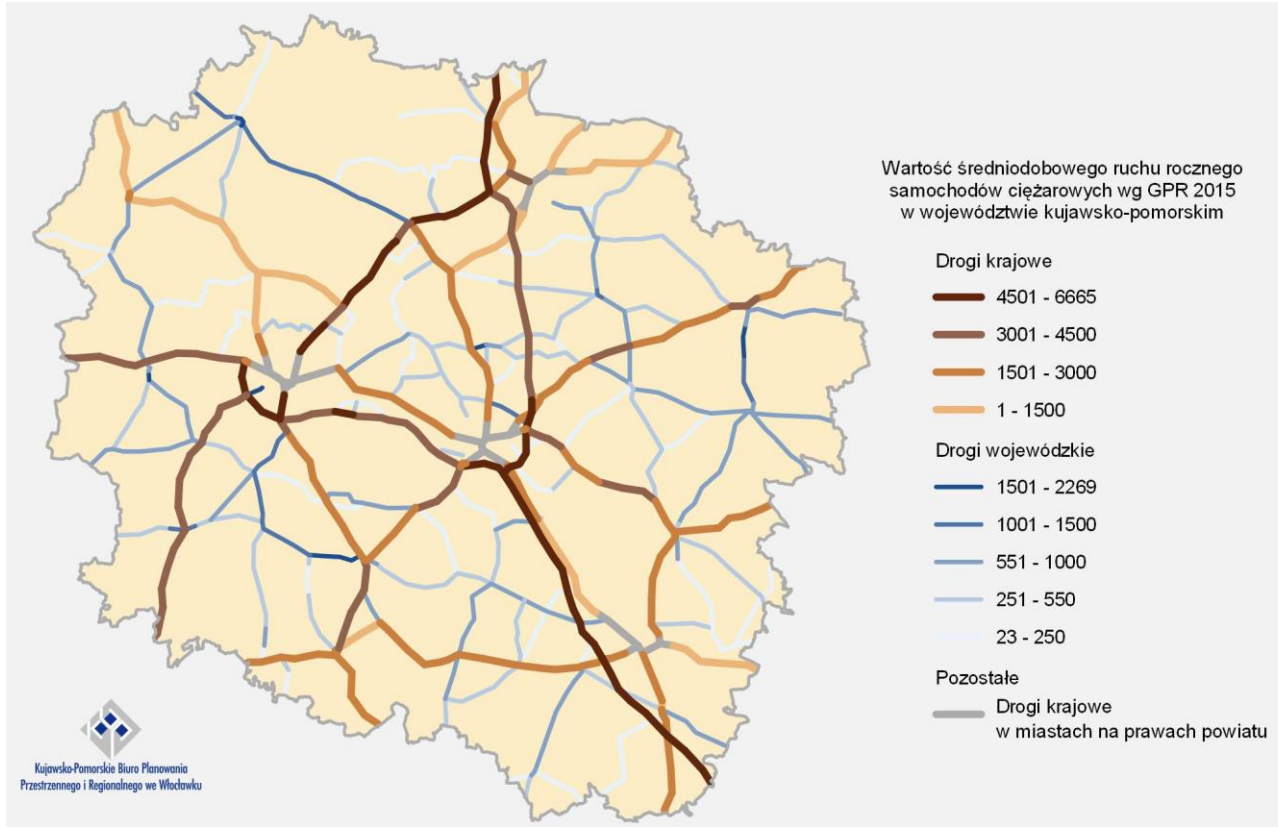 Wartość średniodobowego ruchu rocznego
samochodów ciężarowych wg GPR 2015
w województwie kujawsko-pomorskim
Drogi krajowe
4501 - 6665
3001 - 4500
1501 - 3000
1 - 1500
Drogi wojewódzkie
1501 - 2269
1001 - 1500
551 - 1000
251 - 550
23 - 250
Pozostałe
Drogi krajowe
w miastach na prawach powiatu
Kujawsko-Pomorskie Biuro Planowania
Przestrzennego i Regionalnego we Włocławku